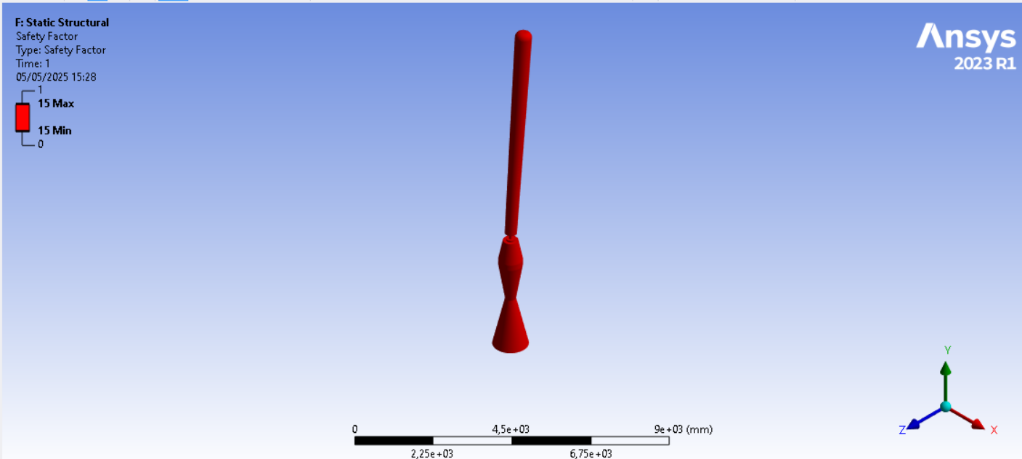 F: Static Structural
Safety Factor
Type: Safety Factor
Time: 1
05/05/2025 15:28
1
15 Max
15 Min
0
Ansys
2023 R1
Y
Z
X
0
4,5e+03
9e+03 (mm)
2,25e+03
6,75e+03